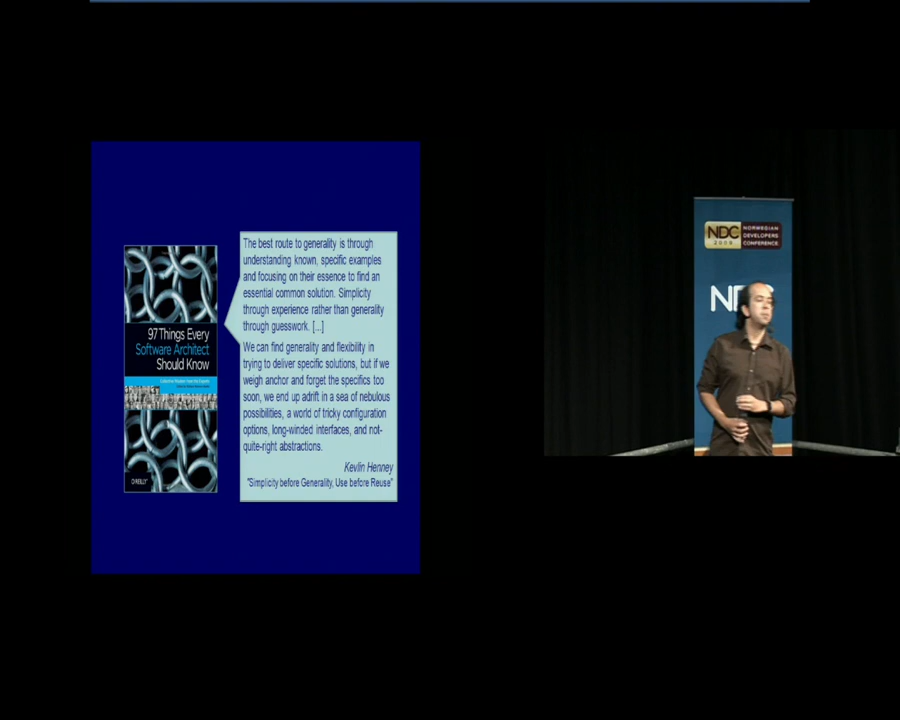 The best route to generality is through
understanding known, specific examples
and focusing on their essence to find an
essential common solution. Simplicity
through experience rather than generality
through guesswork. [...]
We can find generality and flexibility in
trying to deliver specific solutions, but if we
weigh anchor and forget the specifics too
soon, we end up adrift in a sea of nebulous
possibilities, a world of tricky configuration
options, long-winded interfaces, and not-
quite-right abstractions.
Kevlin Henney
"Simplicity before Generality, Use before Reuse"
97 Things Every
Software Architect
Should Know
O'REILLY
NDC
2009
NORWEGIAN
DEVELOPERS
CONFERENCE